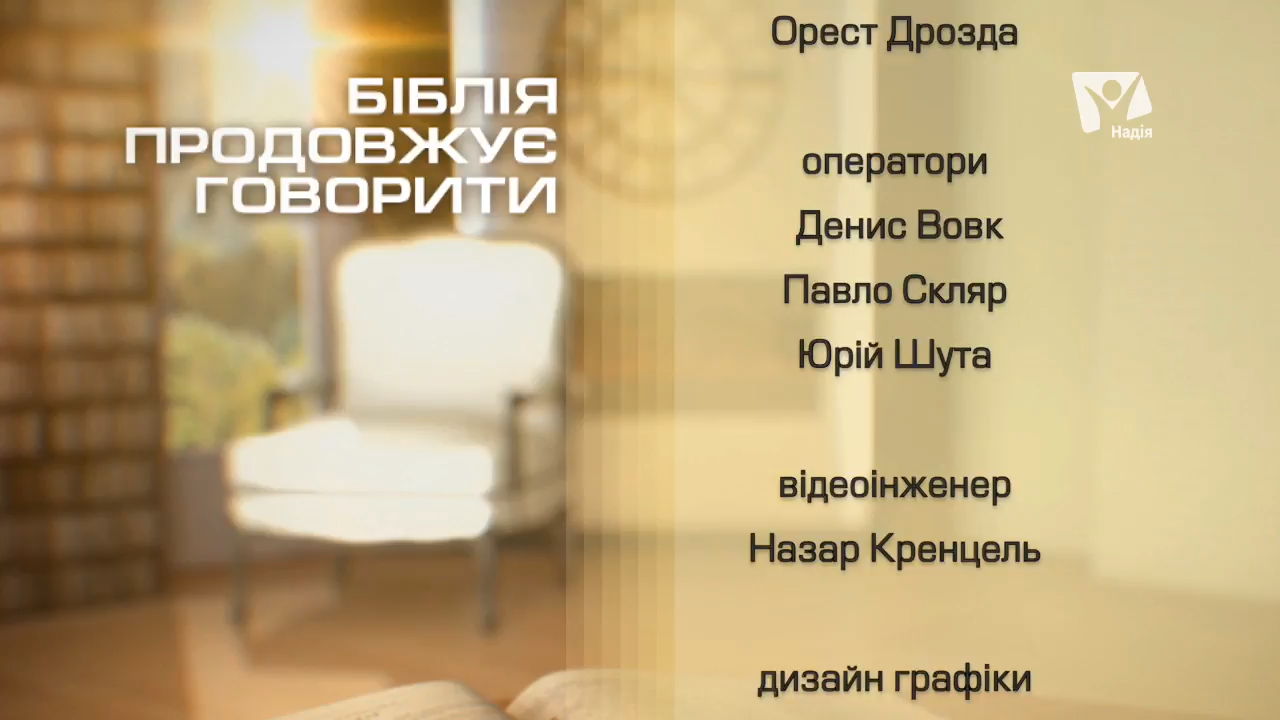 БІБЛІЯ
ПРОДОВЖУЄ
ГОВОРИТИ
Орест Дрозда
оператори
Денис Вовк
Павло Скляр
Юрій Шута
відеоінженер
Назар Кренцель
дизайн графіки
Надія